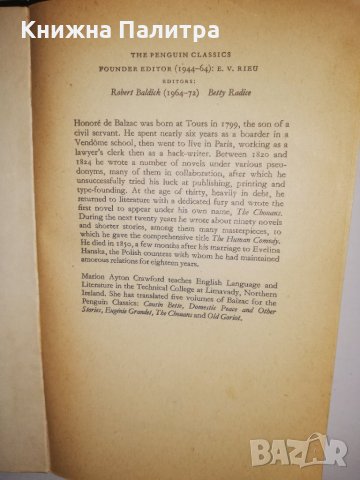 Книжна Палитра
THE PENGUIN CLASSICS
FOUNDER EDITOR (1944-64): E. V. RIEU
EDITORS:
Robert Baldick (1964-72) Betty Radice
Honoré de Balzac was born at Tours in 1799, the son of a
civil servant. He spent nearly six years as a boarder in a
Vendôme school, then went to live in Paris, working as a
lawyer's clerk then as a hack-writer. Between 1820 and
1824 he wrote a number of novels under various pseudo-
nyms, many of them in collaboration, after which he
unsuccessfully tried his luck at publishing, printing and
type-founding. At the age of thirty, heavily in debt, he
returned to literature with a dedicated fury and wrote the
first novel to appear under his own name, The Chouans.
During the next twenty years he wrote about ninety novels
and shorter stories, among them many masterpieces, to
which he gave the comprehensive title The Human Comedy.
He died in 1850, a few months after his marriage to Evelina
Hanska, the Polish countess with whom he had maintained
amorous relations for eighteen years.
Marion Ayton Crawford teaches English Language and
Literature in the Technical College at Limavady, Northern
Ireland. She has translated five volumes of Balzac for the
Penguin Classics: Cousin Bette, Domestic Peace and Other
Stories, Eugénie Grandet, The Chouans and Old Goriot.
BAZAR
bazar.bg